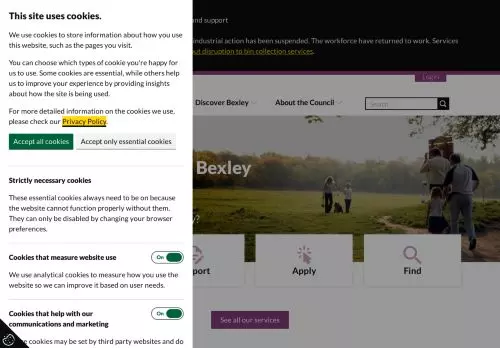 This site uses cookies.
We use cookies to store information about how you use
this website, such as the pages you visit.
You can choose which types of cookie you're happy for
us to use. Some cookies are essential, while others help
us to improve your experience by providing insights
about how the site is being used.
For more detailed information on the cookies we use,
please check our Privacy Policy.
Accept all cookies Accept only essential cookies
Strictly necessary cookies
These essential cookies always need to be on because
the website cannot function properly without them.
They can only be disabled by changing your browser
preferences.
Cookies that measure website use On
We use analytical cookies to measure how you use the
website so we can improve it based on user needs.
Cookies that help with our
communications and marketing On
cookies may be set by third party websites and do
and support
industrial action has been suspended. The workforce have returned to work. Services
out disruption to bin collection services.
Login
Discover Bexley About the Council Search
Bexley
y?
port Apply Find
See all our services